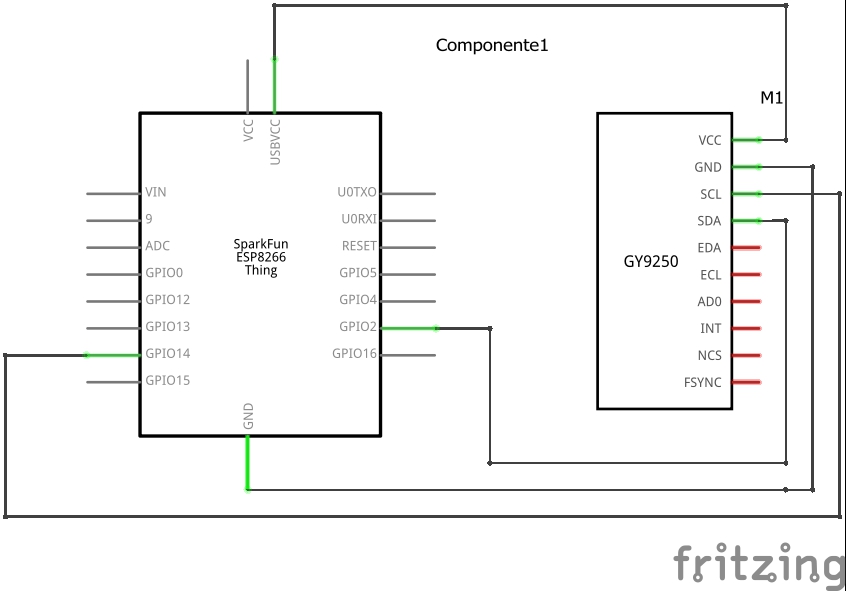 Componente1
M1
VCC
USBVCC
VIN
9
ADC
GPIO0
GPIO12
GPIO13
GPIO14
GPIO15
SparkFun
ESP8266
Thing
U0TXO
U0RXI
RESET
GPIO5
GPIO4
GPIO2
GPIO16
GND
GY9250
VCC
GND
SCL
SDA
EDA
ECL
AD0
INT
NCS
FSYNC
fritzing